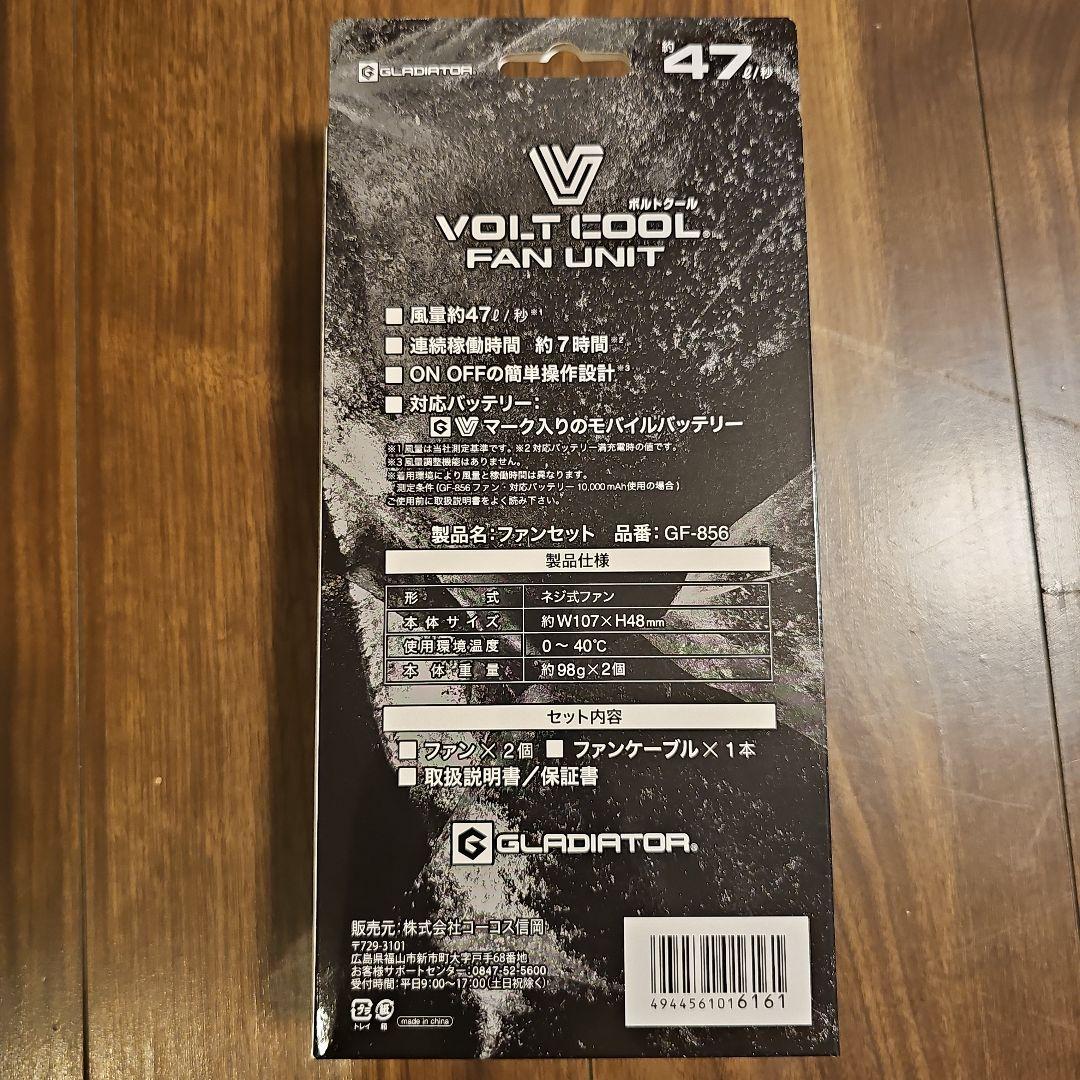 GLADIATOR
約47ℓ/秒※1
ボルトクール
VOLT COOL®
FAN UNIT
■ 風量約47ℓ/秒※1
■ 連続稼働時間 約7時間※2
■ ON OFFの簡単操作設計※3
■ 対応バッテリー:
G V マーク入りのモバイルバッテリー
※1 風量は当社測定基準です。※2 対応バッテリー満充電時の値です。
※3 風量調整機能はありません。
※着用環境により風量と稼働時間は異なります。
測定条件(GF-856 ファン・対応バッテリー 10,000mAh使用の場合)
ご使用前に取扱説明書をよく読み下さい。
製品名:ファンセット 品番:GF-856
製品仕様
形式 ネジ式ファン
本体サイズ 約W107×H48mm
使用環境温度 0～40℃
本体重量 約98g×2個
セット内容
■ ファン×2個 ■ ファンケーブル×1本
■ 取扱説明書/保証書
G GLADIATOR®
販売元:株式会社コーコス信岡
〒729-3101
広島県福山市新市町大字戸手68番地
お客様サポートセンター:0847-52-5600
受付時間:平日9:00～17:00(土日祝除く)
プラ 紙
トレイ 箱 made in china
4944561016161